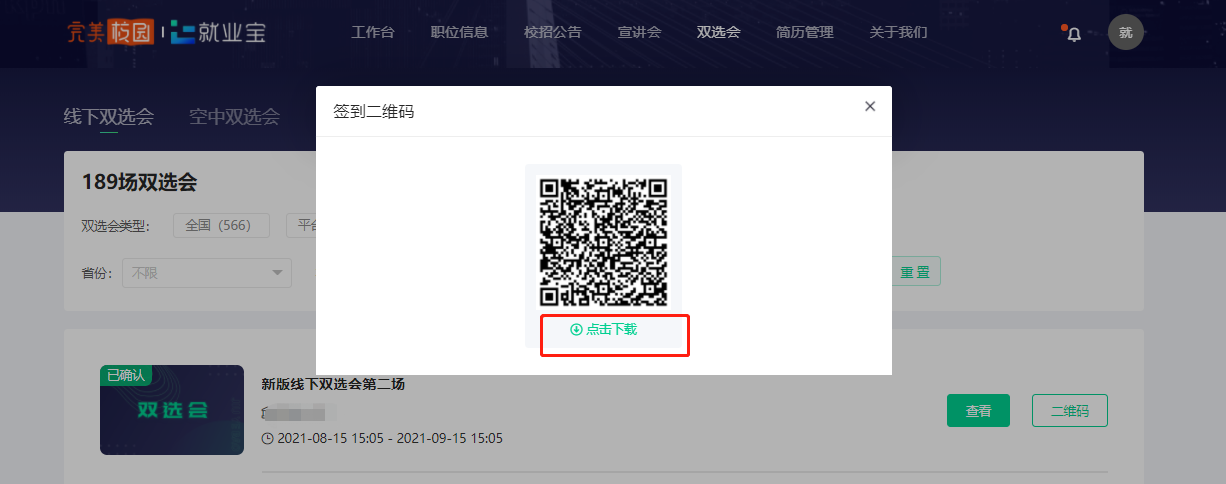 完美校园 | 就业宝 工作台 职位信息 校招公告 宣讲会 双选会 简历管理 关于我们 就
线下双选会 空中双选会
签到二维码
189场双选会
双选会类型: 全国（566）
省份: 不限
重 置
点击下载
已确认
双选会
新版线下双选会第二场
2021-08-15 15:05 - 2021-09-15 15:05
查看 二维码